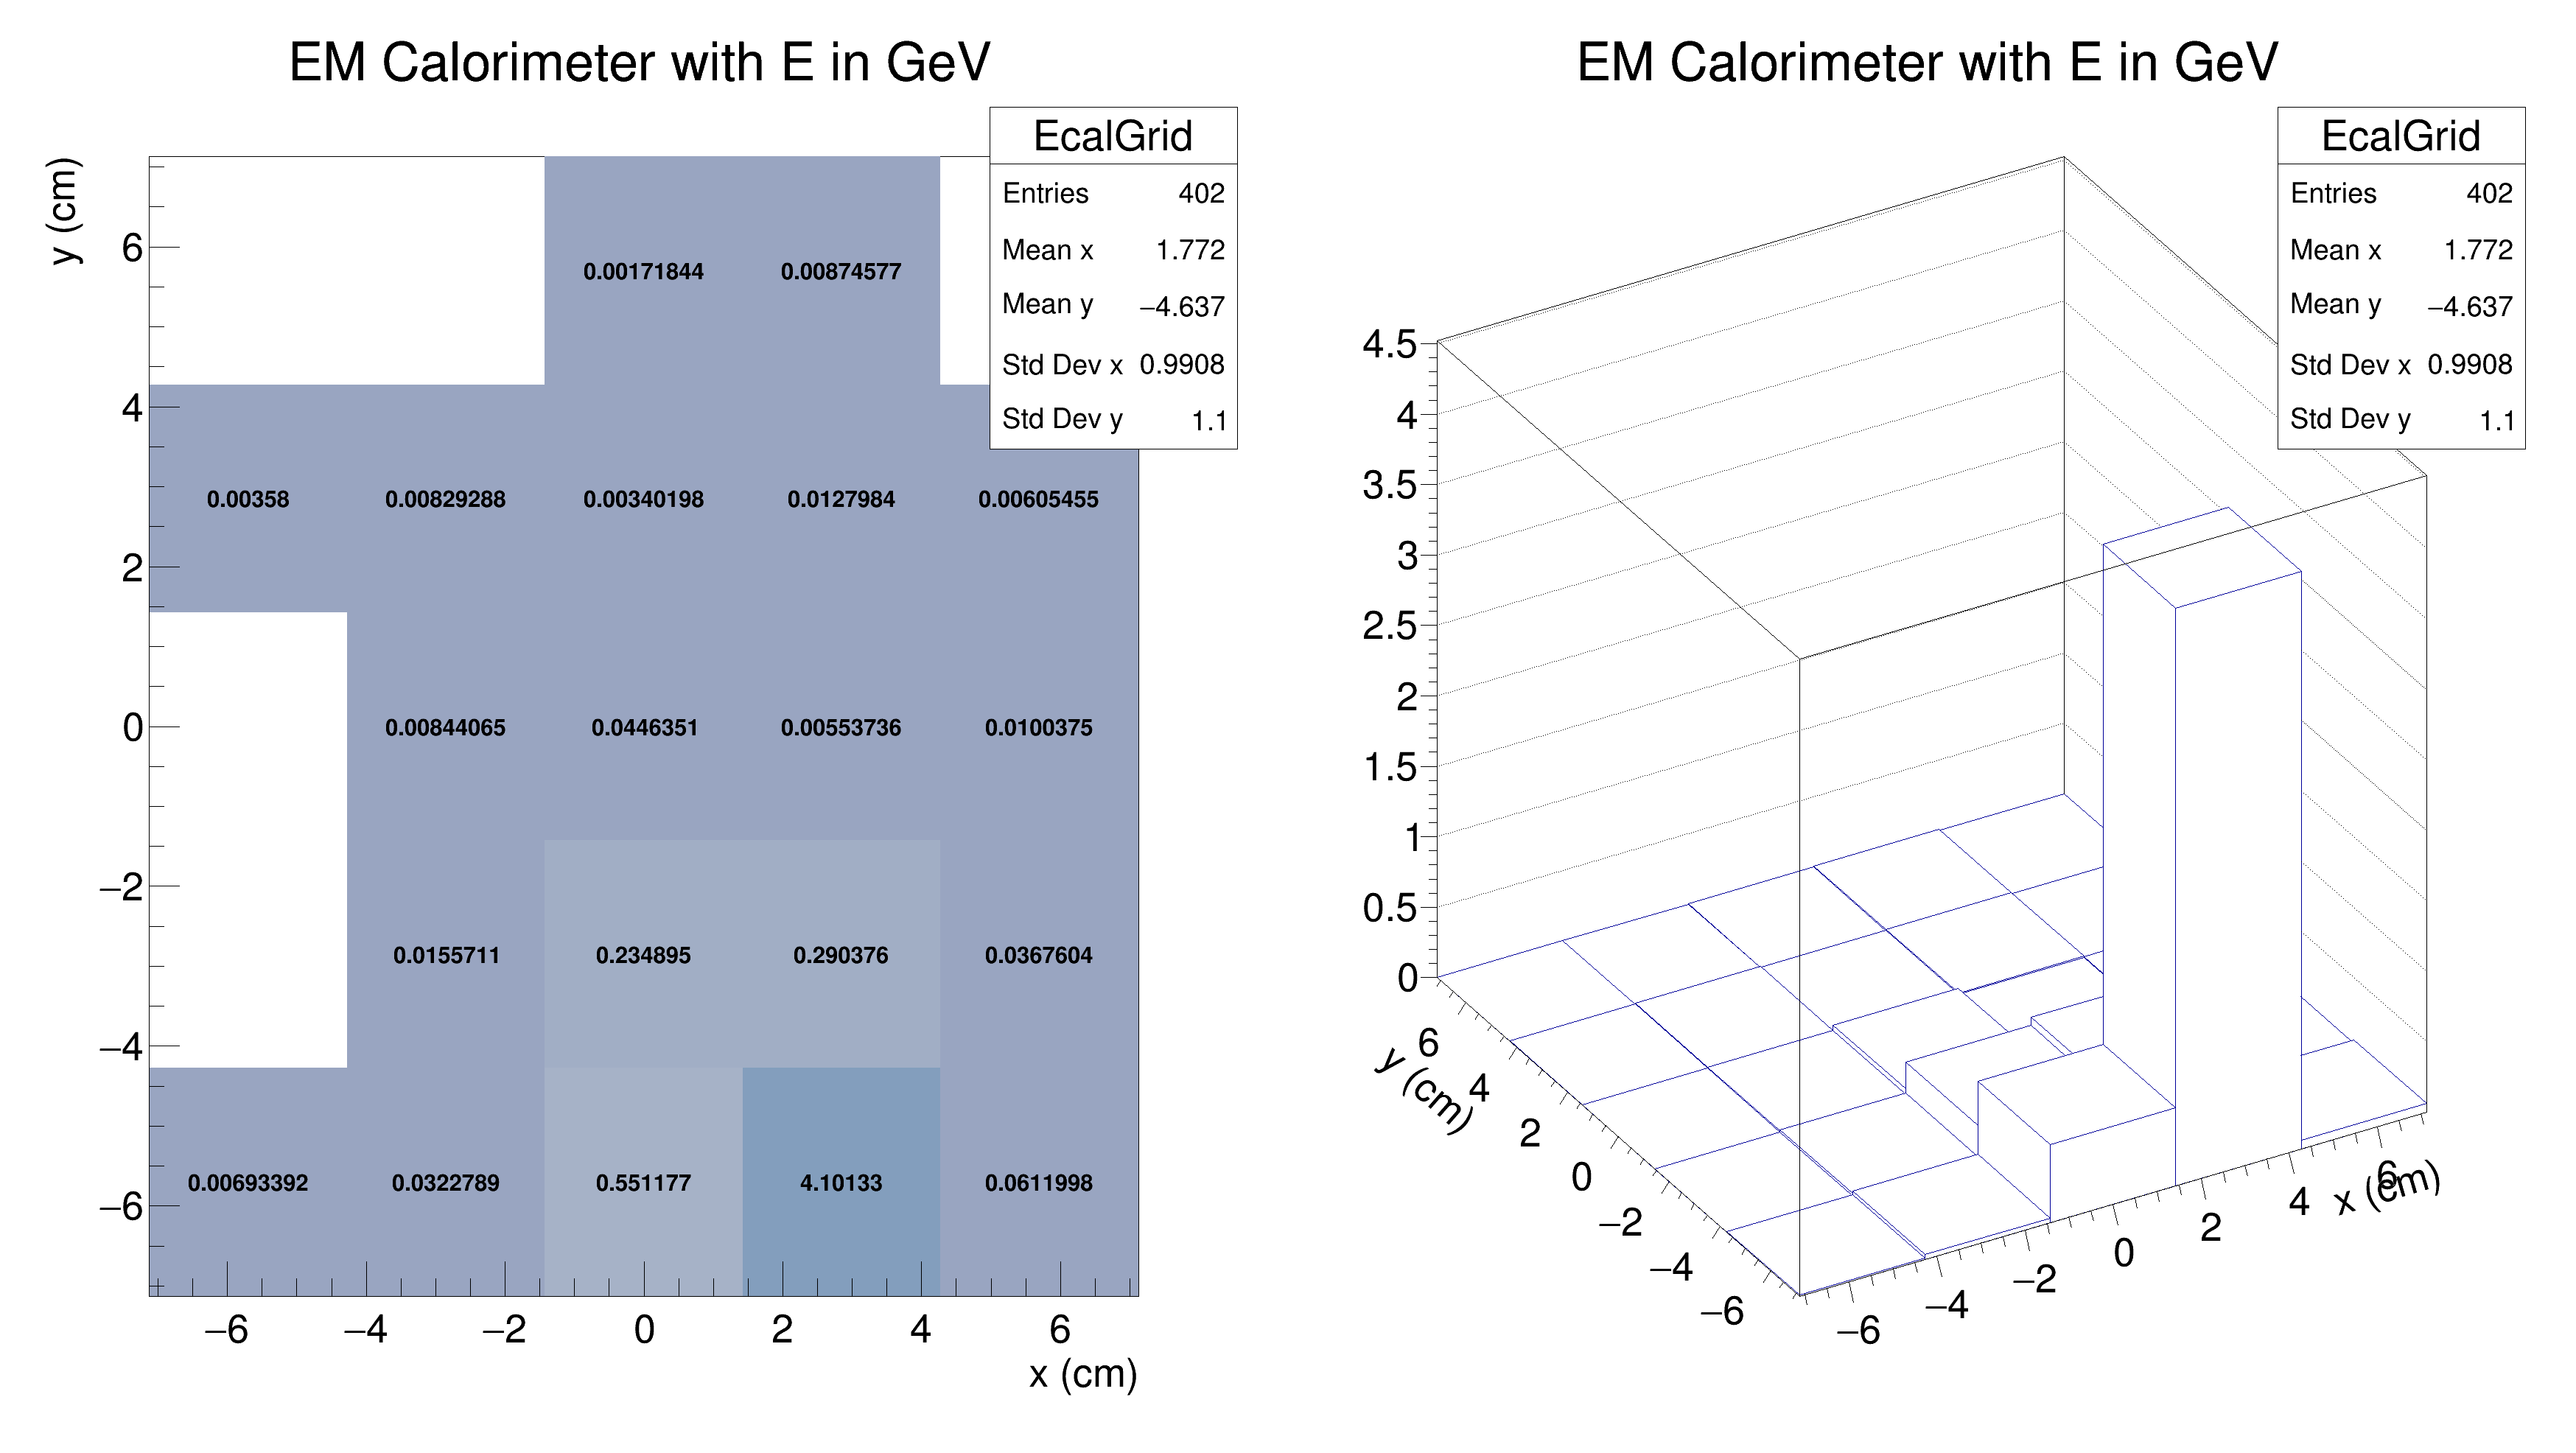 EM Calorimeter with E in GeV
EcalGrid
Entries 402
Mean x 1.772
Mean y −4.637
Std Dev x 0.9908
Std Dev y 1.1
y (cm)
6
4
2
0
−2
−4
−6
0.00171844 0.00874577
0.00358 0.00829288 0.00340198 0.0127984 0.00605455
0.00844065 0.0446351 0.00553736 0.0100375
0.0155711 0.234895 0.290376 0.0367604
0.00693392 0.0322789 0.551177 4.10133 0.0611998
−6 −4 −2 0 2 4 6
x (cm)
EM Calorimeter with E in GeV
EcalGrid
Entries 402
Mean x 1.772
Mean y −4.637
Std Dev x 0.9908
Std Dev y 1.1
4.5
4
3.5
3
2.5
2
1.5
1
0.5
0
6
4
2
0
−2
−4
−6
y (cm)
−6
−4
−2
0
2
4
6
x (cm)